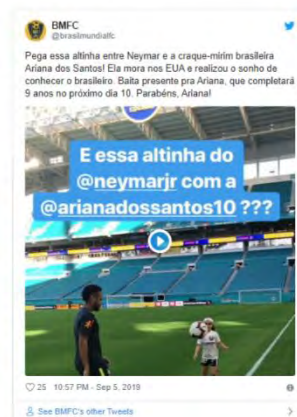 BMFC
@brasilmundialfc
Pega essa altinha entre Neymar e a craque-mirim brasileira
Ariana dos Santos! Ela mora nos EUA e realizou o sonho de
conhecer o brasileiro. Baita presente pra Ariana, que completará
9 anos no próximo dia 10. Parabéns, Ariana!
E essa altinha do
@neymarjr com a
@arianadossantos10 ???
25 10:57 PM - Sep 5, 2019
See BMFC's other Tweets